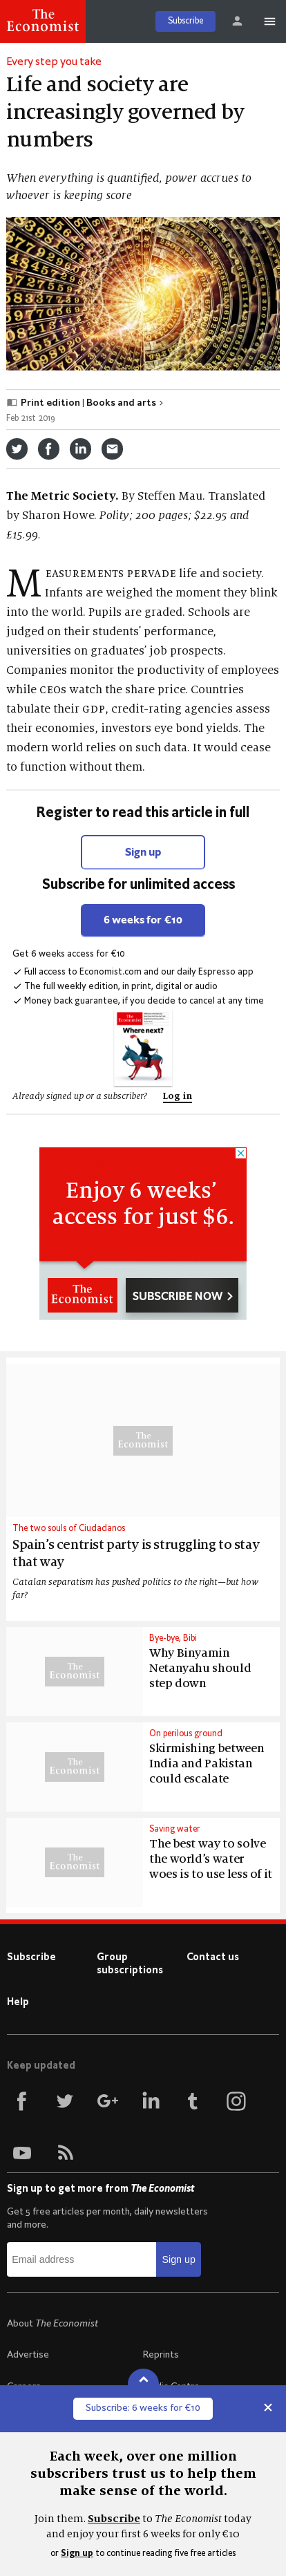 The
Economist
Subscribe
Every step you take
Life and society are
increasingly governed by
numbers
When everything is quantified, power accrues to
whoever is keeping score
Print edition | Books and arts ›
Feb 21st 2019
The Metric Society. By Steffen Mau. Translated
by Sharon Howe. Polity; 200 pages; $22.95 and
£15.99.
MEASUREMENTS PERVADE life and society.
Infants are weighed the moment they blink
into the world. Pupils are graded. Schools are
judged on their students’ performance,
universities on graduates’ job prospects.
Companies monitor the productivity of employees
while CEOs watch the share price. Countries
tabulate their GDP, credit-rating agencies assess
their economies, investors eye bond yields. The
modern world relies on such data. It would cease
to function without them.
Register to read this article in full
Sign up
Subscribe for unlimited access
6 weeks for €10
Get 6 weeks access for €10
✓ Full access to Economist.com and our daily Espresso app
✓ The full weekly edition, in print, digital or audio
✓ Money back guarantee, if you decide to cancel at any time
Where next?
Already signed up or a subscriber? Log in
Enjoy 6 weeks’
access for just $6.
The
Economist
SUBSCRIBE NOW >
The
Economist
The two souls of Ciudadanos
Spain’s centrist party is struggling to stay
that way
Catalan separatism has pushed politics to the right—but how
far?
The
Economist
Bye-bye, Bibi
Why Binyamin
Netanyahu should
step down
The
Economist
On perilous ground
Skirmishing between
India and Pakistan
could escalate
The
Economist
Saving water
The best way to solve
the world’s water
woes is to use less of it
Subscribe
Group
subscriptions
Contact us
Help
Keep updated
Sign up to get more from The Economist
Get 5 free articles per month, daily newsletters
and more.
Email address
Sign up
About The Economist
Advertise
Reprints
Subscribe: 6 weeks for €10
Each week, over one million
subscribers trust us to help them
make sense of the world.
Join them. Subscribe to The Economist today
and enjoy your first 6 weeks for only €10
or Sign up to continue reading five free articles